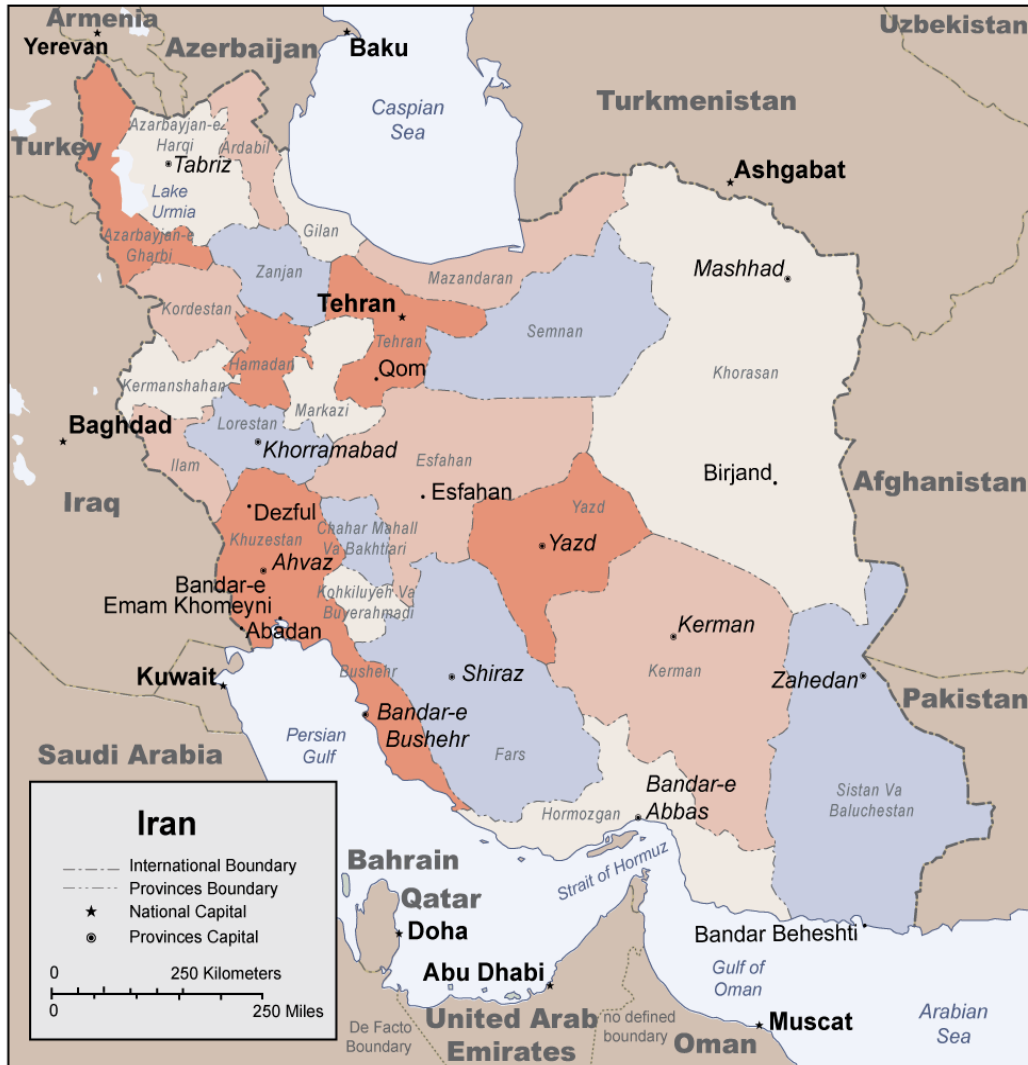 Armenia
Yerevan
Azerbaijan
Baku
Uzbekistan
Caspian
Sea
Turkmenistan
Turkey
Azarbayjan-e
Harqi
Ardabil
Tabriz
Ashgabat
Lake
Urmia
Azarbayjan-e
Gharbi
Gilan
Zanjan
Mazandaran
Mashhad
Kordestan
Tehran
Tehran
Semnan
Hamadan
Qom
Khorasan
Kermanshahan
Markazi
Baghdad
Lorestan
Khorramabad
Ilam
Esfahan
Esfahan
Birjand
Afghanistan
Iraq
Dezful
Khuzestan
Chahar Mahall
Va Bakhtiari
Yazd
Yazd
Ahvaz
Bandar-e
Emam Khomeyni
Kohkiluyeh Va
Buyerahmadi
Abadan
Kerman
Kerman
Kuwait
Bushehr
Shiraz
Zahedan
Pakistan
Bandar-e
Bushehr
Persian
Gulf
Saudi Arabia
Fars
Bandar-e
Abbas
Hormozgan
Sistan Va
Baluchestan
Strait of Hormuz
Bahrain
Qatar
Doha
Abu Dhabi
Bandar Beheshti
Gulf of
Oman
United Arab
Emirates
De Facto
Boundary
no defined
boundary
Oman
Muscat
Arabian
Sea
Iran
International Boundary
Provinces Boundary
National Capital
Provinces Capital
0 250 Kilometers
0 250 Miles